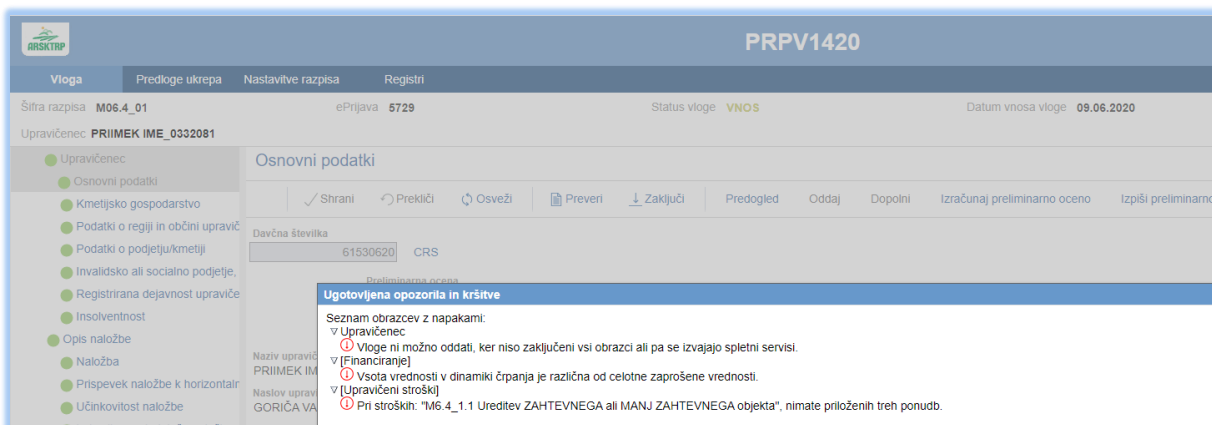 ARSKTRP
PRPV1420
Vloga Predloge ukrepa Nastavitve razpisa Registri
Šifra razpisa M06.4_01 ePrijava 5729 Status vloge VNOS Datum vnosa vloge 09.06.2020
Upravičenec PRIIMEK IME_0332081
Upravičenec
Osnovni podatki
Kmetijsko gospodarstvo
Podatki o regiji in občini upravič
Podatki o podjetju/kmetiji
Invalidsko ali socialno podjetje,
Registrirana dejavnost upraviče
Insolventnost
Opis naložbe
Naložba
Prispevek naložbe k horizontaln
Učinkovitost naložbe
Osnovni podatki
Shrani Prekliči Osveži Preveri Zaključi Predogled Oddaj Dopolni Izračunaj preliminarno oceno Izpiši preliminarno
Davčna številka
61530620 CRS
Preliminarna ocena
Naziv upravič
PRIIMEK IM
Naslov upravi
GORIČA VA
Ugotovljena opozorila in kršitve
Seznam obrazcev z napakami:
Upravičenec
Vloge ni možno oddati, ker niso zaključeni vsi obrazci ali pa se izvajajo spletni servisi.
[Financiranje]
Vsota vrednosti v dinamiki črpanja je različna od celotne zaprošene vrednosti.
[Upravičeni stroški]
Pri stroških: "M6.4_1.1 Ureditev ZAHTEVNEGA ali MANJ ZAHTEVNEGA objekta", nimate priloženih treh ponudb.